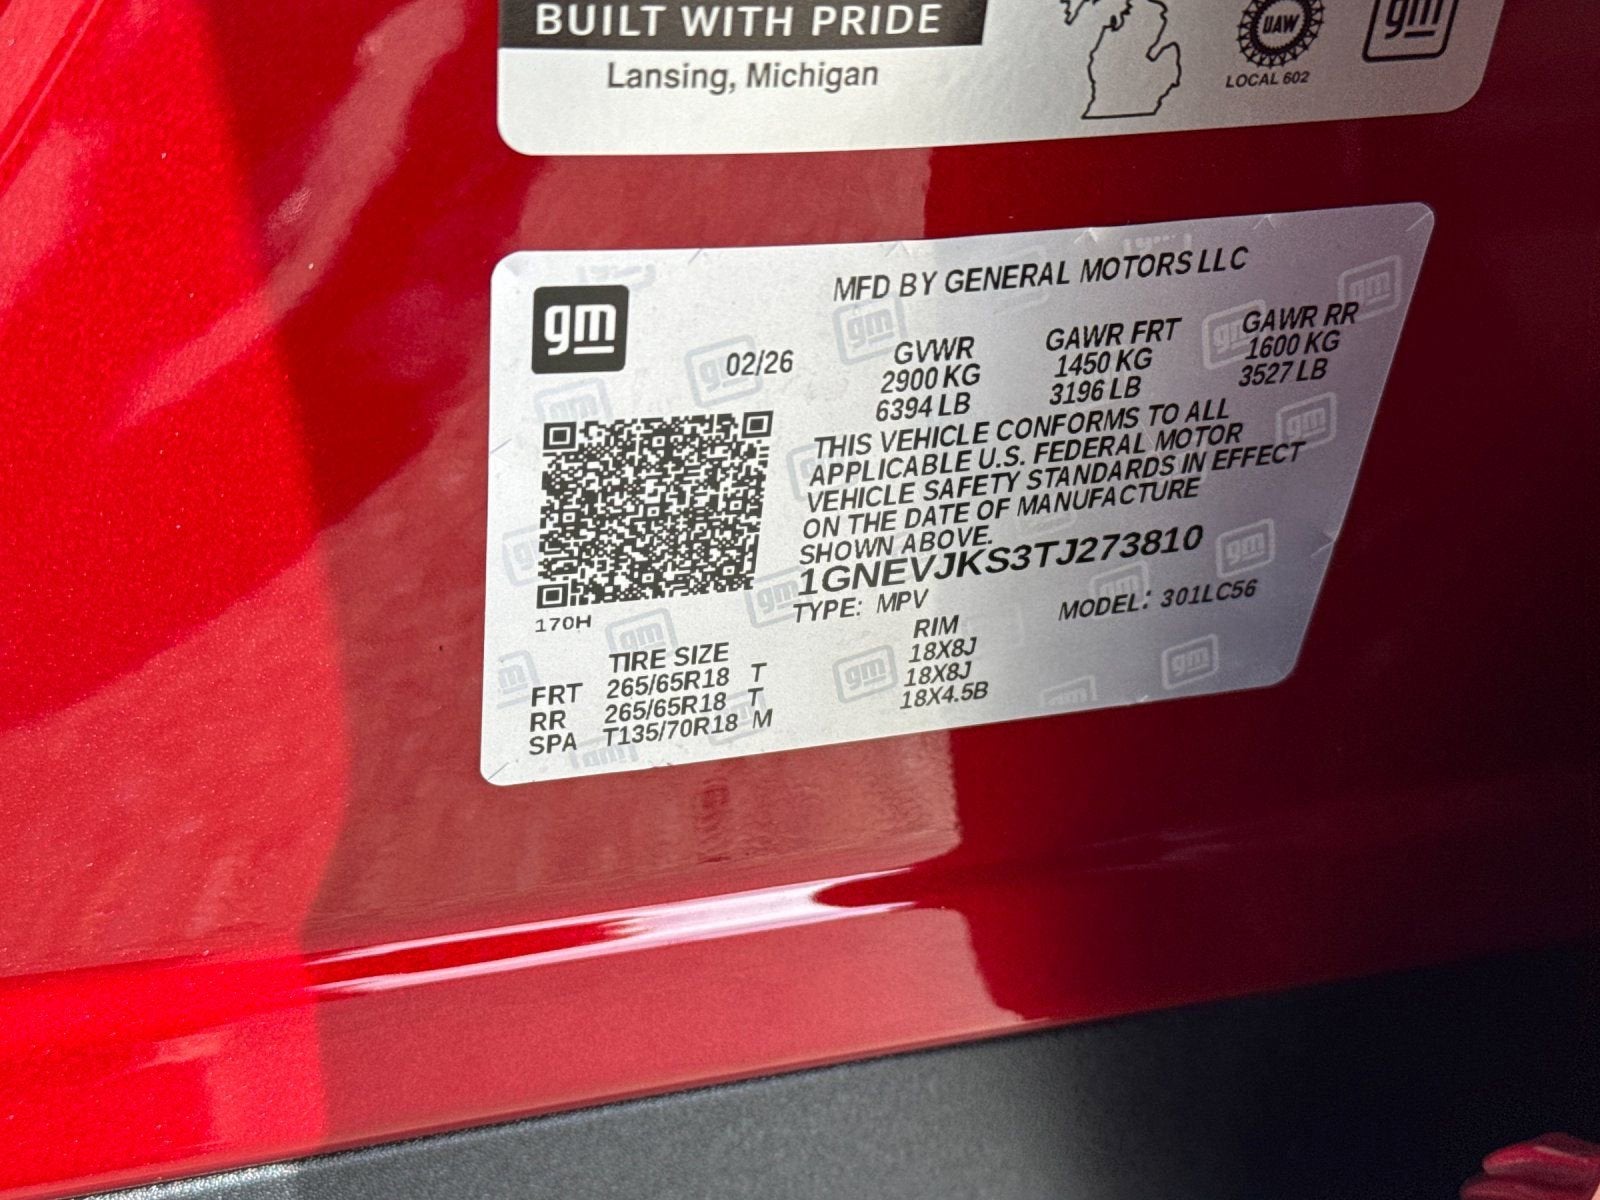 BUILT WITH PRIDE
Lansing, Michigan
UAW
LOCAL 602
gm
gm
MFD BY GENERAL MOTORS LLC
02/26
GVWR GAWR FRT GAWR RR
2900 KG 1450 KG 1600 KG
6394 LB 3196 LB 3527 LB
THIS VEHICLE CONFORMS TO ALL
APPLICABLE U.S. FEDERAL MOTOR
VEHICLE SAFETY STANDARDS IN EFFECT
ON THE DATE OF MANUFACTURE
SHOWN ABOVE.
1GNEVJKS3TJ273810
TYPE: MPV MODEL: 301LC56
170H
TIRE SIZE RIM
FRT 265/65R18 T 18X8J
RR 265/65R18 T 18X8J
SPA T135/70R18 M 18X4.5B